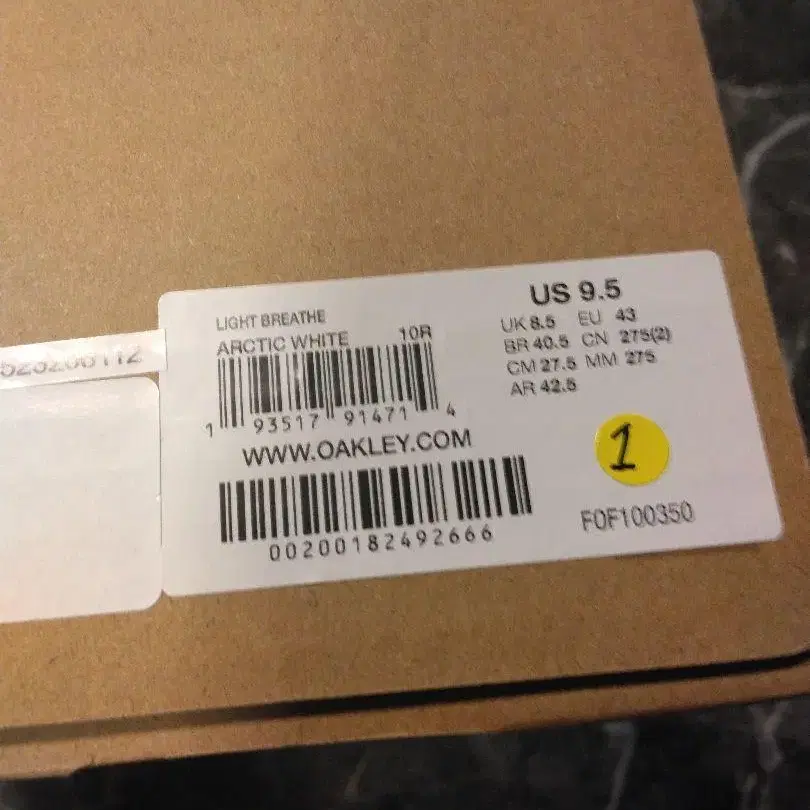 LIGHT BREATHE
ARCTIC WHITE 10R
1 93517 91471 4
WWW.OAKLEY.COM
00200182492666
US 9.5
UK 8.5 EU 43
BR 40.5 CN 275(2)
CM 27.5 MM 275
AR 42.5
1
FOF100350